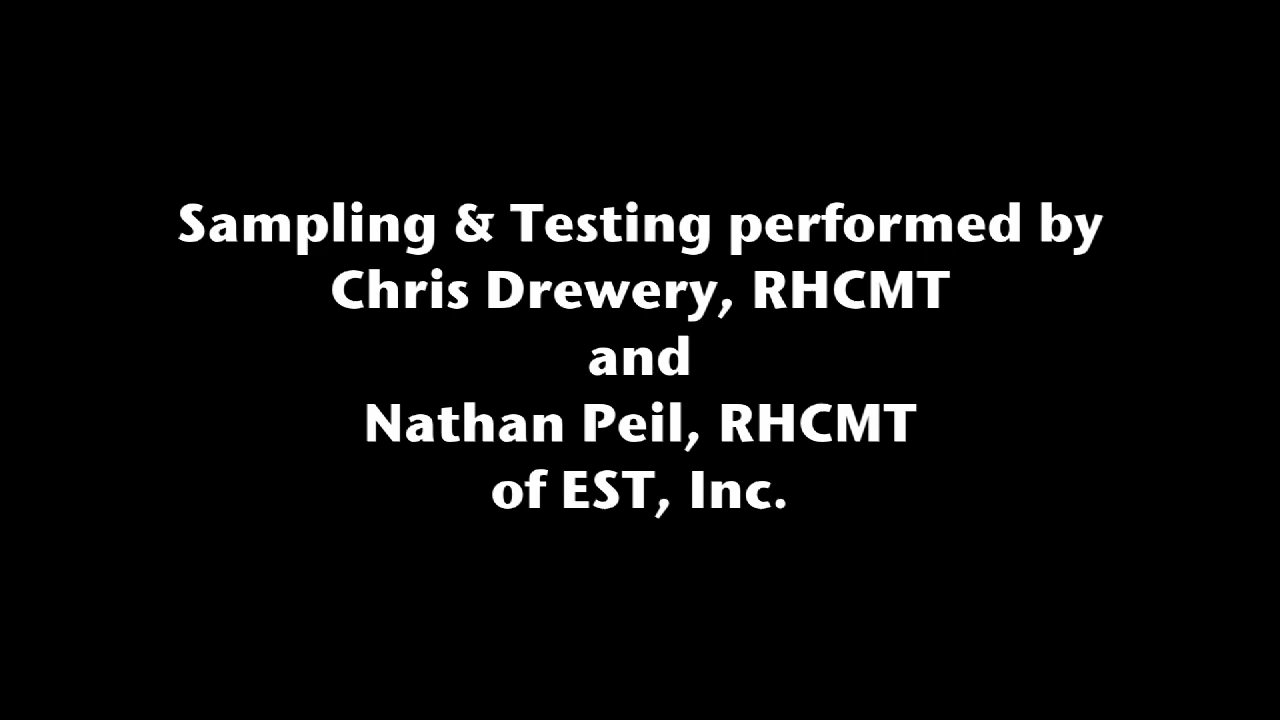 Sampling & Testing performed by
Chris Drewery, RHCMT
and
Nathan Peil, RHCMT
of EST, Inc.